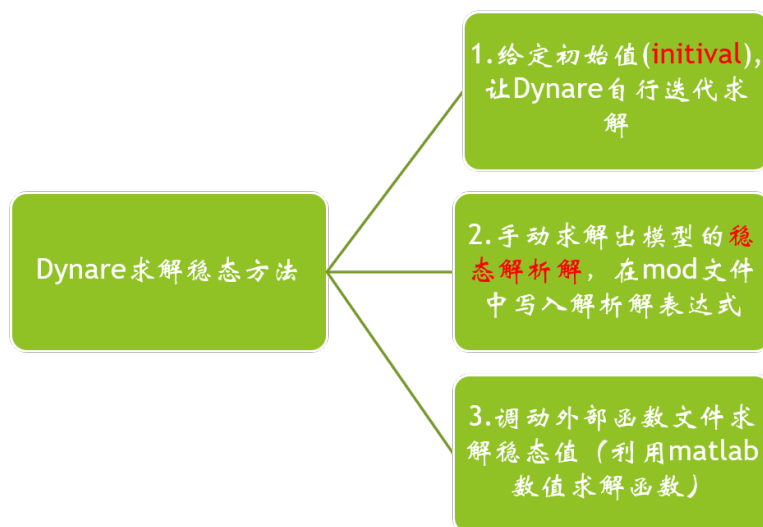 1.给定初始值(initival),
让Dynare自行迭代求
解
Dynare求解稳态方法
2.手动求解出模型的稳
态解析解，在mod文件
中写入解析解表达式
3.调动外部函数文件求
解稳态值（利用matlab
数值求解函数）